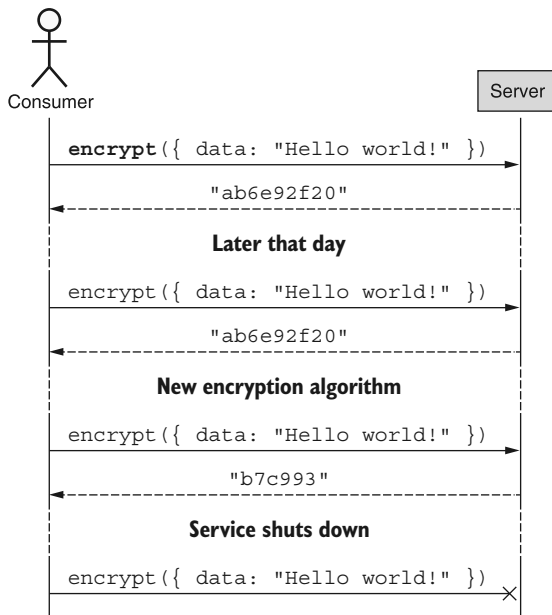 Consumer
Server
encrypt({ data: "Hello world!" })
"ab6e92f20"
Later that day
encrypt({ data: "Hello world!" })
"ab6e92f20"
New encryption algorithm
encrypt({ data: "Hello world!" })
"b7c993"
Service shuts down
encrypt({ data: "Hello world!" })